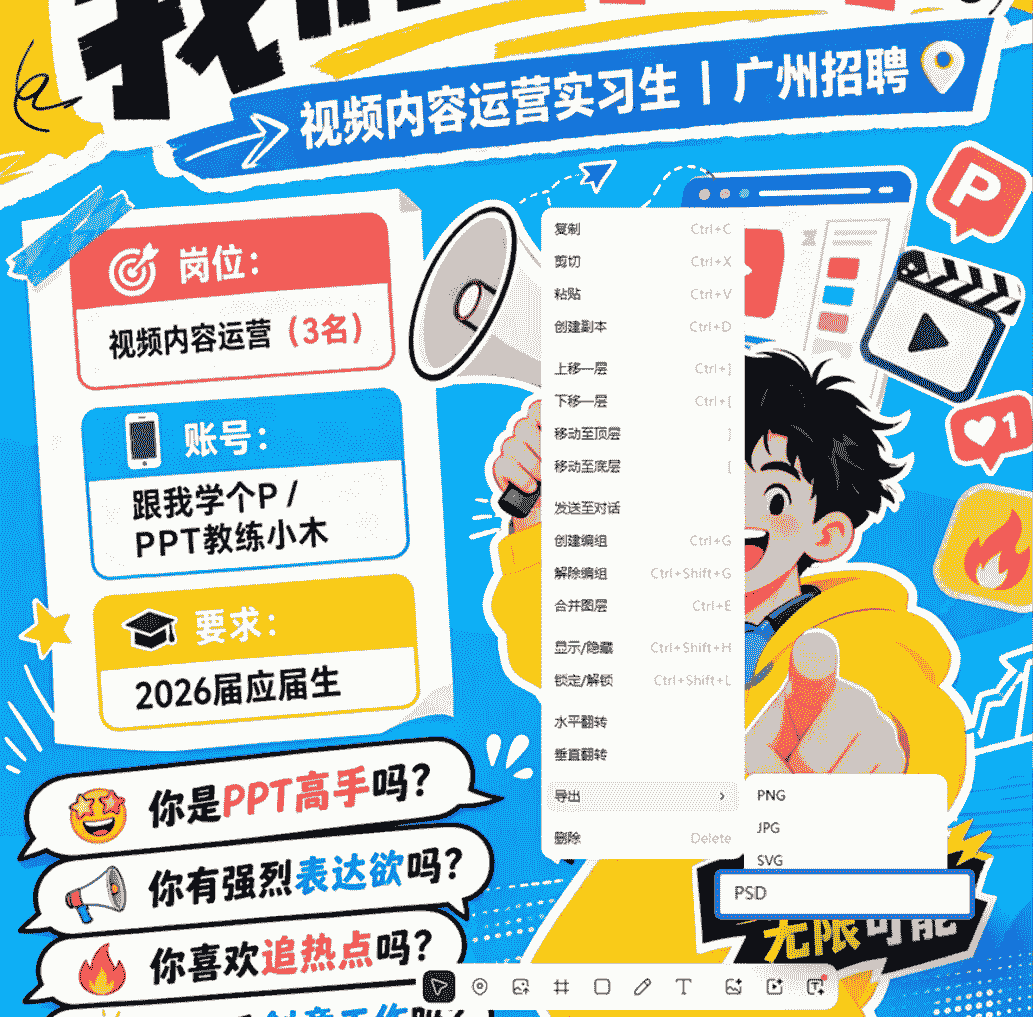 视频内容运营实习生 | 广州招聘
岗位：
视频内容运营（3名）
账号：
跟我学个P /
PPT教练小木
要求：
2026届应届生
你是PPT高手吗？
你有强烈表达欲吗？
你喜欢追热点吗？
P
1
复制 Ctrl+C
剪切 Ctrl+X
粘贴 Ctrl+V
创建副本 Ctrl+D
上移一层 Ctrl+]
下移一层 Ctrl+[
移动至顶层 ]
移动至底层 [
发送至对话
创建编组 Ctrl+G
解除编组 Ctrl+Shift+G
合并图层 Ctrl+E
显示/隐藏 Ctrl+Shift+H
锁定/解锁 Ctrl+Shift+L
水平翻转
垂直翻转
导出
删除 Delete
PNG
JPG
SVG
PSD
无限可能